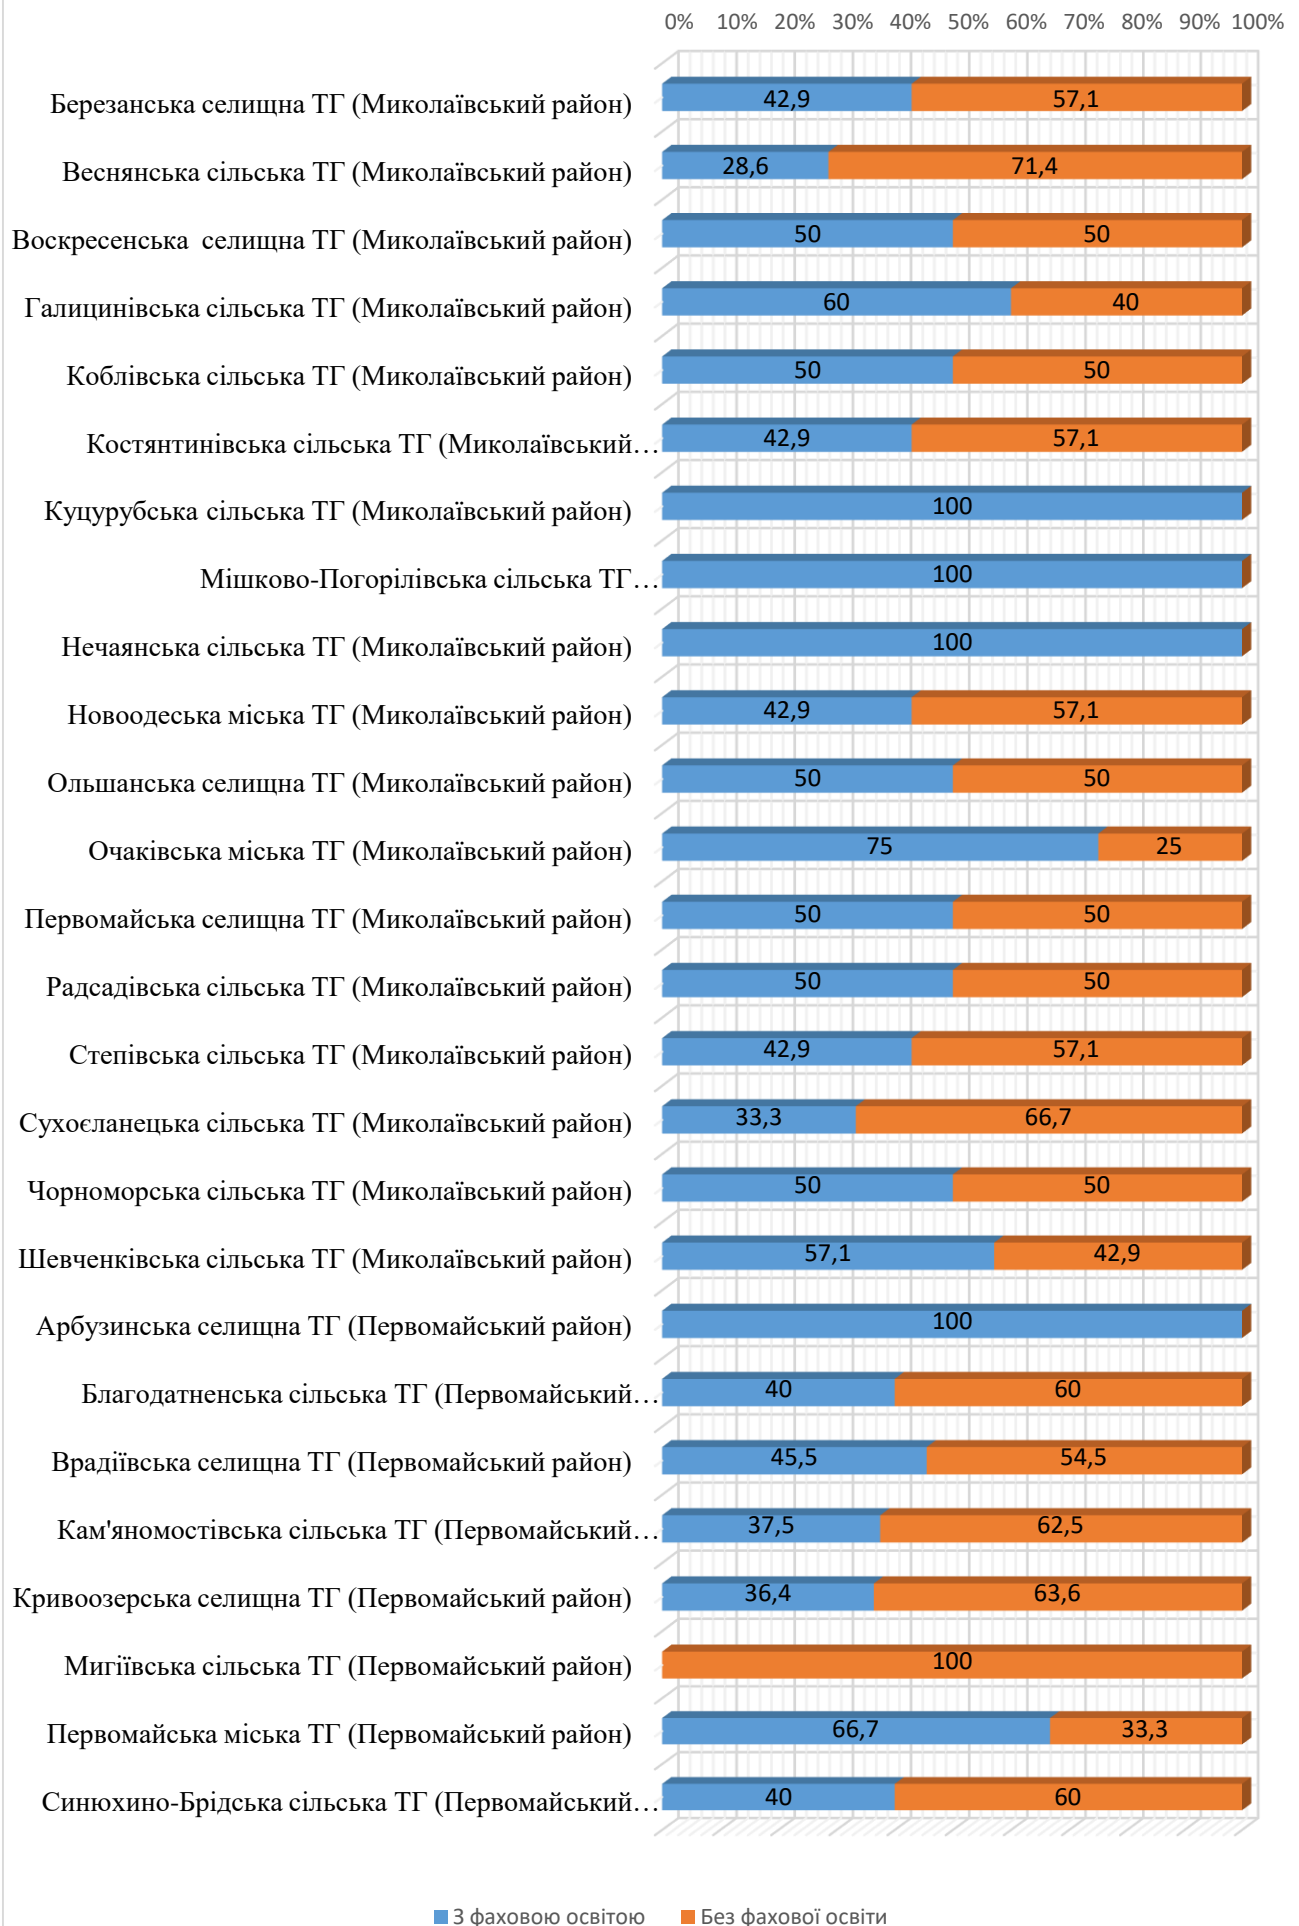 0% 10% 20% 30% 40% 50% 60% 70% 80% 90% 100%
Березанська селищна ТГ (Миколаївський район) 42,9 57,1
Веснянська сільська ТГ (Миколаївський район) 28,6 71,4
Воскресенська селищна ТГ (Миколаївський район) 50 50
Галицинівська сільська ТГ (Миколаївський район) 60 40
Коблівська сільська ТГ (Миколаївський район) 50 50
Костянтинівська сільська ТГ (Миколаївський… 42,9 57,1
Куцурубська сільська ТГ (Миколаївський район) 100
Мішково-Погорілівська сільська ТГ… 100
Нечаянська сільська ТГ (Миколаївський район) 100
Новоодеська міська ТГ (Миколаївський район) 42,9 57,1
Ольшанська селищна ТГ (Миколаївський район) 50 50
Очаківська міська ТГ (Миколаївський район) 75 25
Первомайська селищна ТГ (Миколаївський район) 50 50
Радсадівська сільська ТГ (Миколаївський район) 50 50
Степівська сільська ТГ (Миколаївський район) 42,9 57,1
Сухоєланецька сільська ТГ (Миколаївський район) 33,3 66,7
Чорноморська сільська ТГ (Миколаївський район) 50 50
Шевченківська сільська ТГ (Миколаївський район) 57,1 42,9
Арбузинська селищна ТГ (Первомайський район) 100
Благодатненська сільська ТГ (Первомайський… 40 60
Врадіївська селищна ТГ (Первомайський район) 45,5 54,5
Кам'яномостівська сільська ТГ (Первомайський… 37,5 62,5
Кривоозерська селищна ТГ (Первомайський район) 36,4 63,6
Мигіївська сільська ТГ (Первомайський район) 100
Первомайська міська ТГ (Первомайський район) 66,7 33,3
Синюхино-Брідська сільська ТГ (Первомайський… 40 60
З фаховою освітою Без фахової освіти